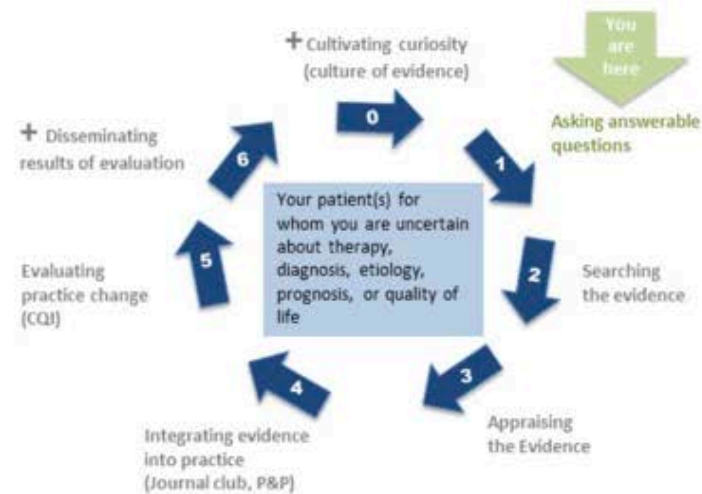 + Cultivating curiosity
(culture of evidence)
0
You
are
here
Asking answerable
questions
1
2
Searching
the evidence
3
Appraising
the Evidence
4
Integrating evidence
into practice
(Journal club, P&P)
5
Evaluating
practice change
(CQI)
6
+ Disseminating
results of evaluation
Your patient(s) for
whom you are uncertain
about therapy,
diagnosis, etiology,
prognosis, or quality of
life